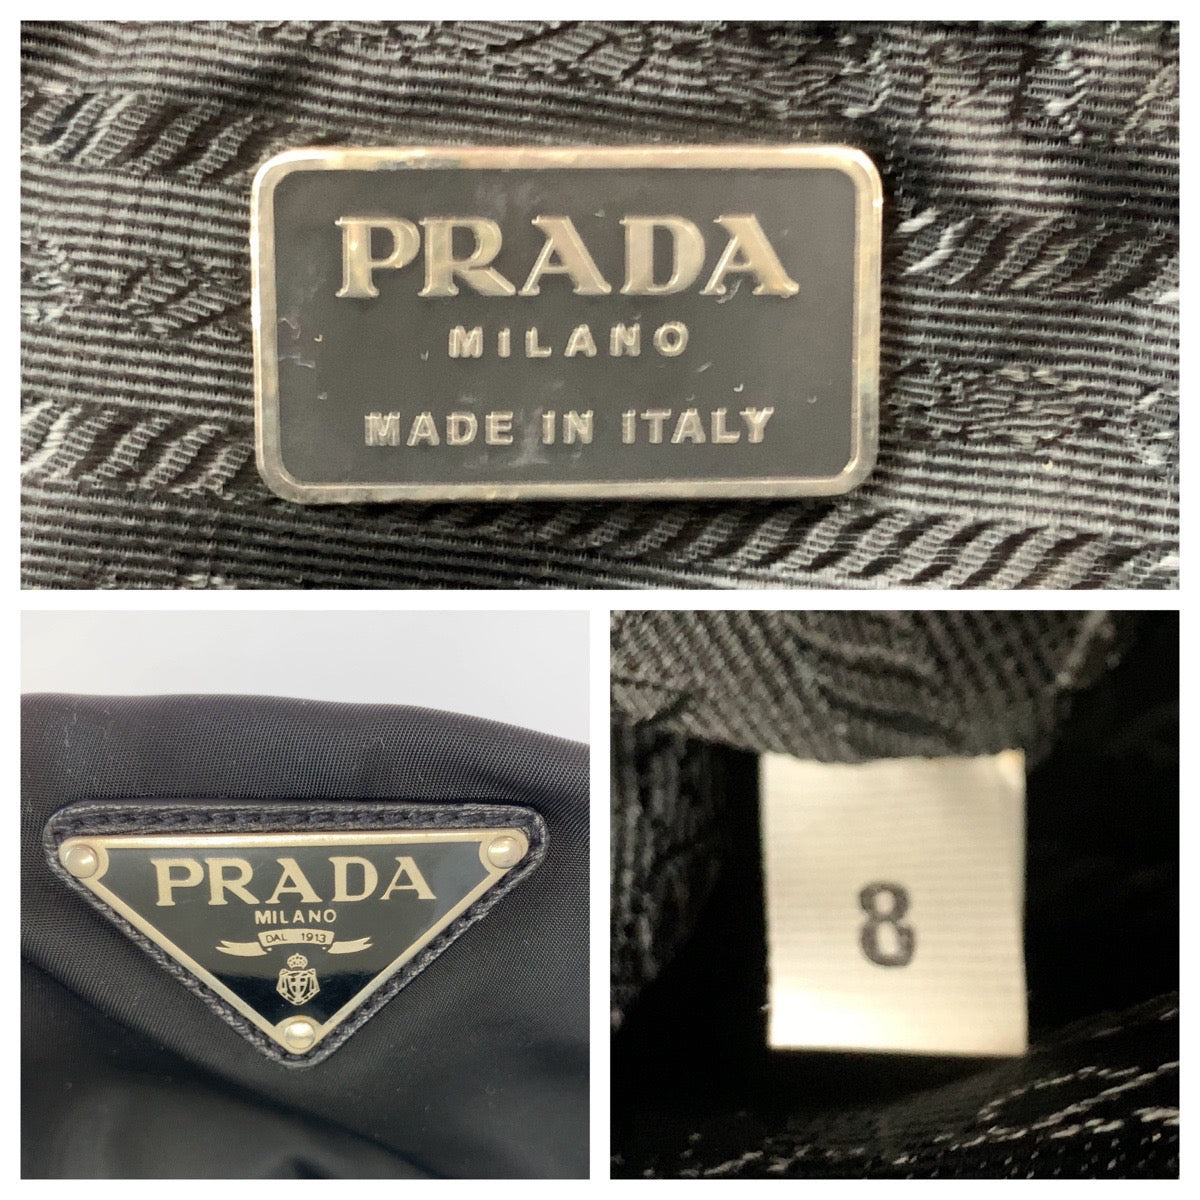 PRADA
MILANO
MADE IN ITALY
PRADA
MILANO
DAL 1913
8